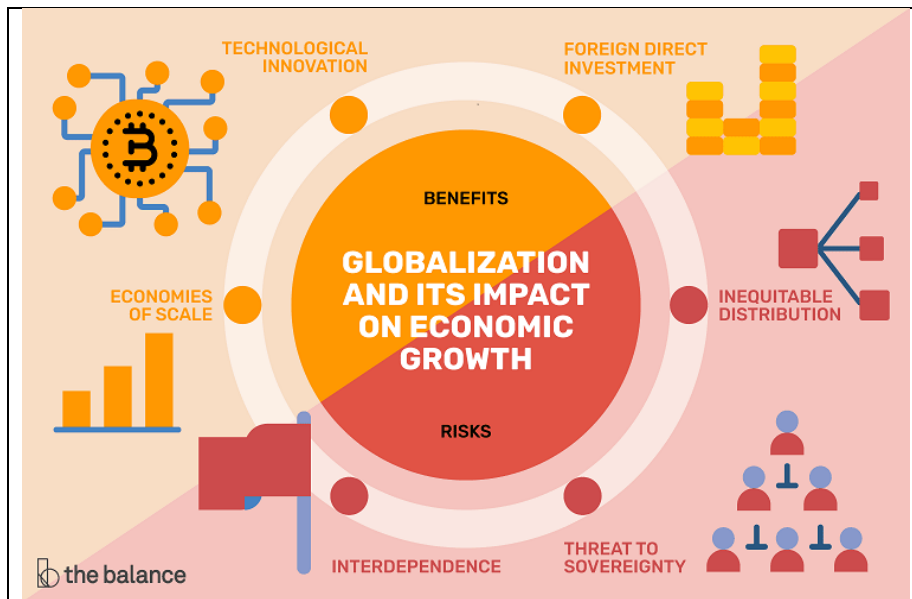 TECHNOLOGICAL
INNOVATION
FOREIGN DIRECT
INVESTMENT
BENEFITS
GLOBALIZATION
AND ITS IMPACT
ON ECONOMIC
GROWTH
ECONOMIES
OF SCALE
INEQUITABLE
DISTRIBUTION
RISKS
INTERDEPENDENCE
THREAT TO
SOVEREIGNTY
the balance